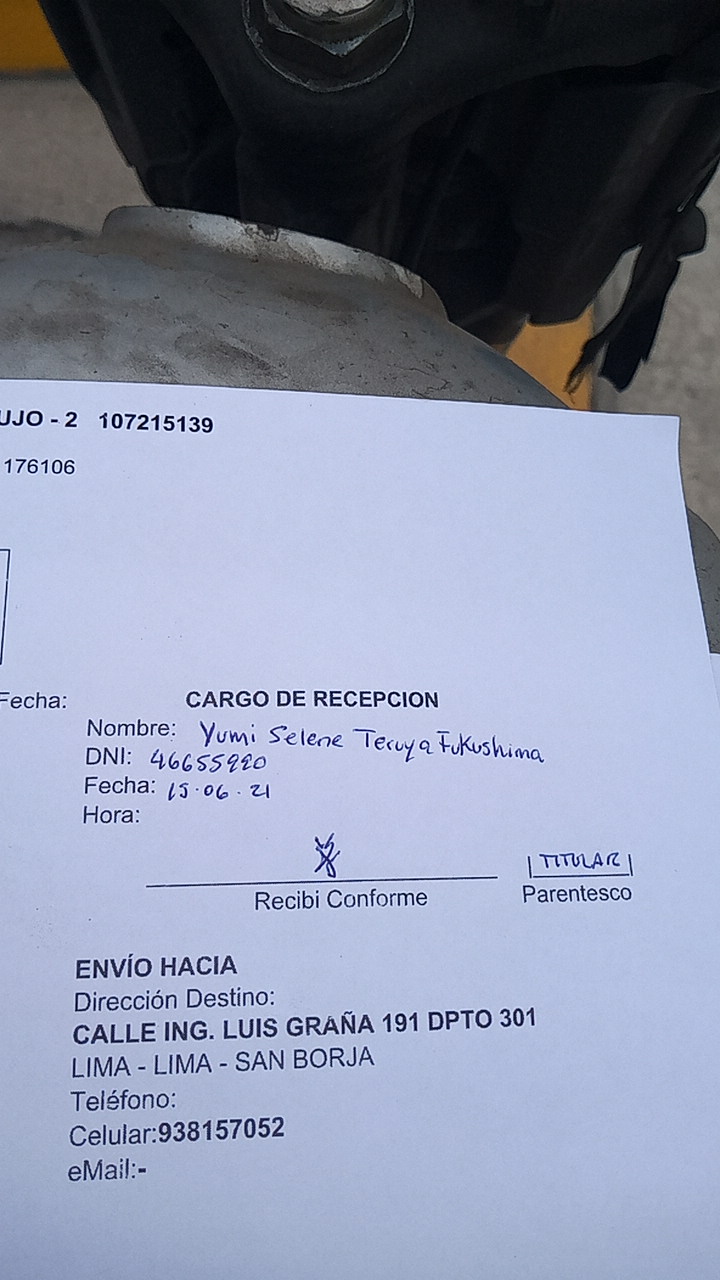 UJO - 2 107215139
176106
Fecha:
CARGO DE RECEPCION
Nombre: Yumi Selene Teruya Fukushima
DNI: 46655920
Fecha: 15.06.21
Hora:
TITULAR
Recibi Conforme Parentesco
ENVÍO HACIA
Dirección Destino:
CALLE ING. LUIS GRAÑA 191 DPTO 301
LIMA - LIMA - SAN BORJA
Teléfono:
Celular:938157052
eMail:-